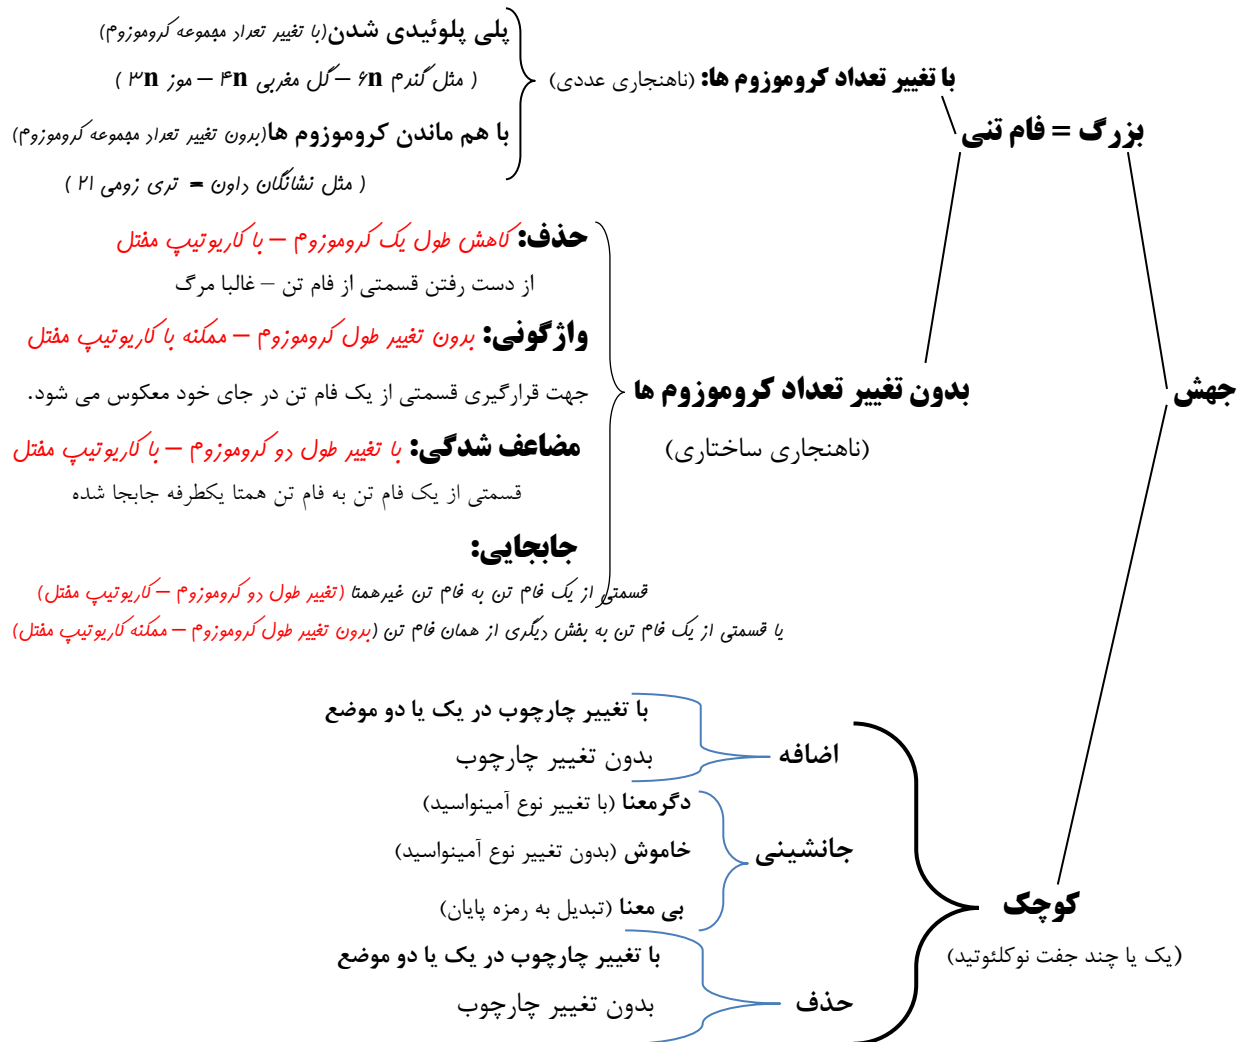 جهش
بزرگ = فام تنی
با تغییر تعداد کروموزوم ها: (ناهنجاری عددی)
پلی پلوئیدی شدن(با تغییر تعداد مجموعه کروموزوم)
( مثل گندم ۶n – گل مغربی ۴n – موز ۳n )
با هم ماندن کروموزوم ها(بدون تغییر تعداد مجموعه کروموزوم)
( مثل نشانگان داون = تری زومی ۲۱ )
بدون تغییر تعداد کروموزوم ها
(ناهنجاری ساختاری)
حذف: کاهش طول یک کروموزوم – با کاریوتیپ مختل
از دست رفتن قسمتی از فام تن – غالبا مرگ
واژگونی: بدون تغییر طول کروموزوم – ممکنه با کاریوتیپ مختل
جهت قرارگیری قسمتی از یک فام تن در جای خود معکوس می شود.
مضاعف شدگی: با تغییر طول دو کروموزوم – با کاریوتیپ مختل
قسمتی از یک فام تن به فام تن همتا یکطرفه جابجا شده
جابجایی:
قسمتی از یک فام تن به فام تن غیرهمتا (تغییر طول دو کروموزوم – کاریوتیپ مختل)
یا قسمتی از یک فام تن به بخش دیگری از همان فام تن (بدون تغییر طول کروموزوم – ممکنه کاریوتیپ مختل)
کوچک
(یک یا چند جفت نوکلئوتید)
اضافه
با تغییر چارچوب در یک یا دو موضع
بدون تغییر چارچوب
جانشینی
دگرمعنا (با تغییر نوع آمینواسید)
خاموش (بدون تغییر نوع آمینواسید)
بی معنا (تبدیل به رمزه پایان)
حذف
با تغییر چارچوب در یک یا دو موضع
بدون تغییر چارچوب